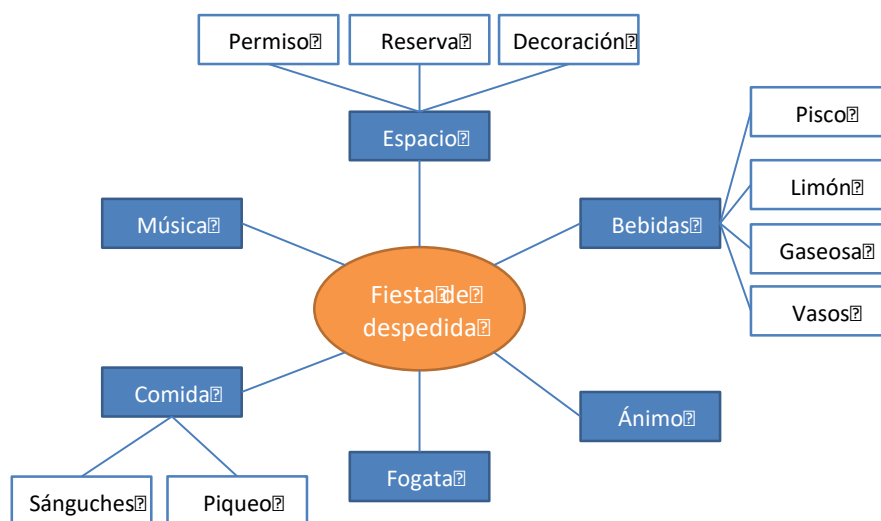 Permiso
Reserva
Decoración
Espacio
Pisco
Limón
Gaseosa
Vasos
Música
Bebidas
Fiesta de
despedida
Comida
Ánimo
Fogata
Sánguches
Piqueo